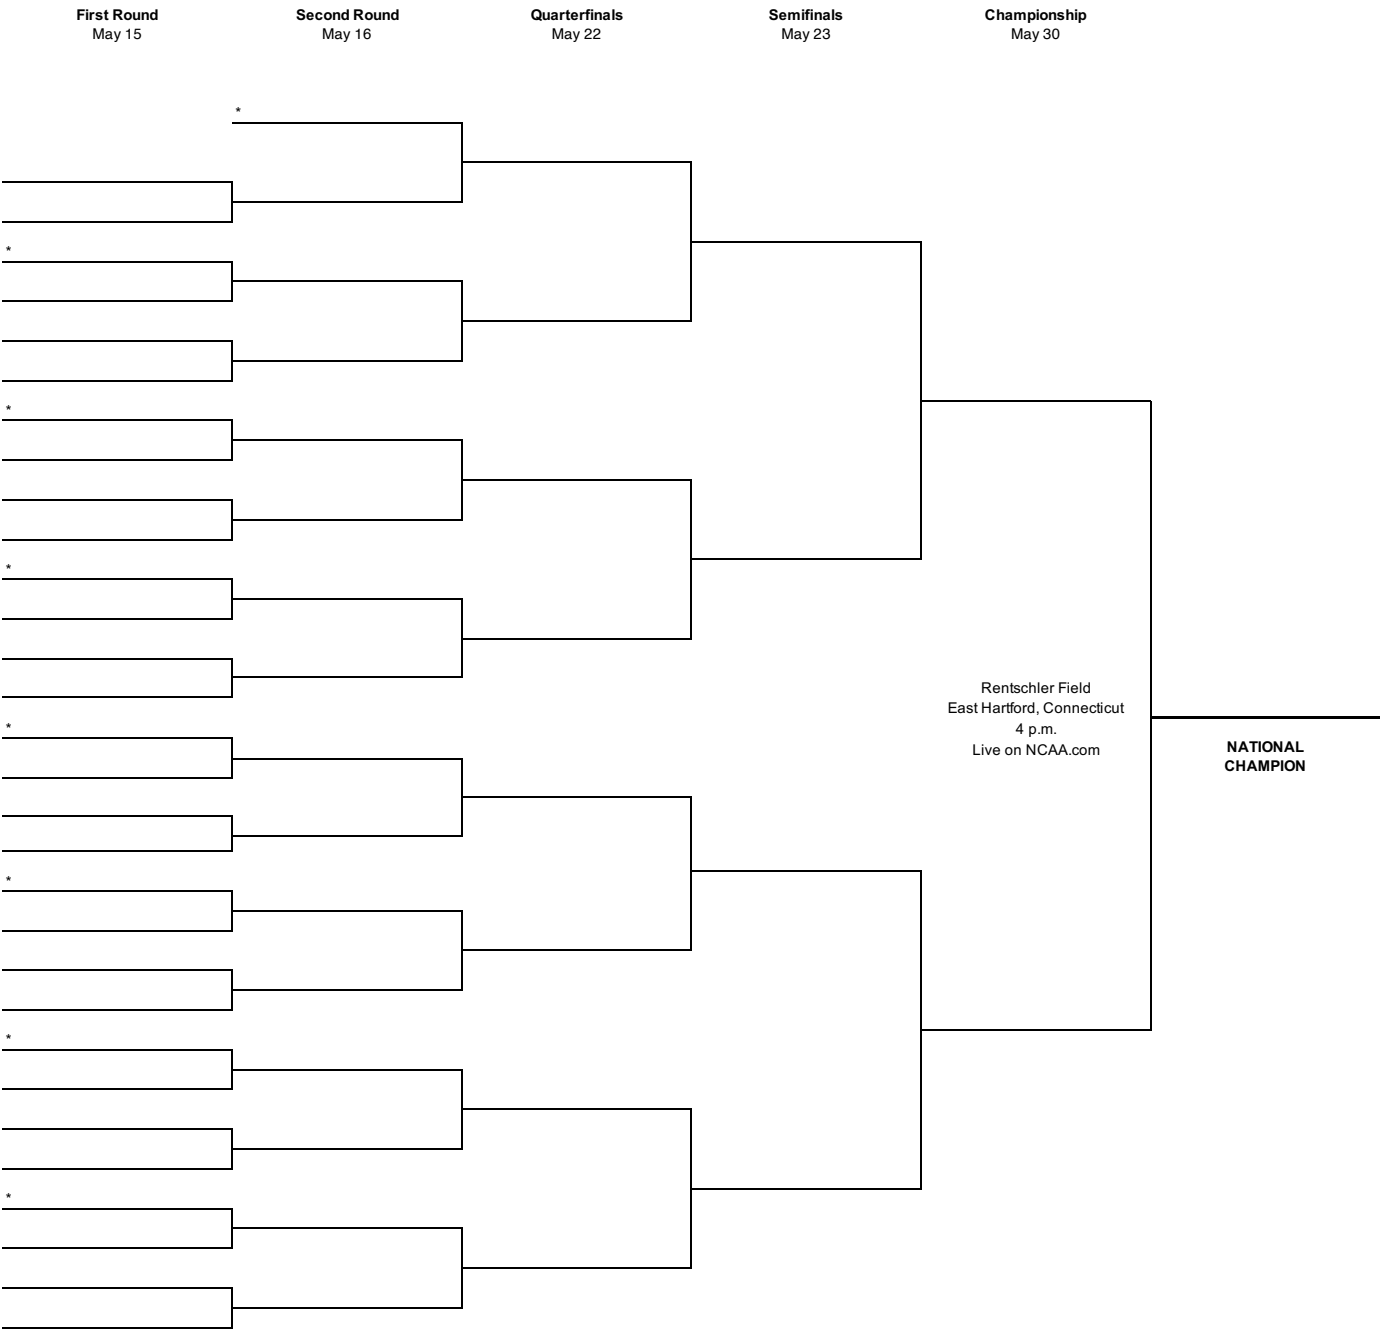 First Round
May 15
Second Round
May 16
Quarterfinals
May 22
Semifinals
May 23
Championship
May 30
*
*
*
*
Rentschler Field
East Hartford, Connecticut
4 p.m.
Live on NCAA.com
NATIONAL
CHAMPION
*
*
*
*